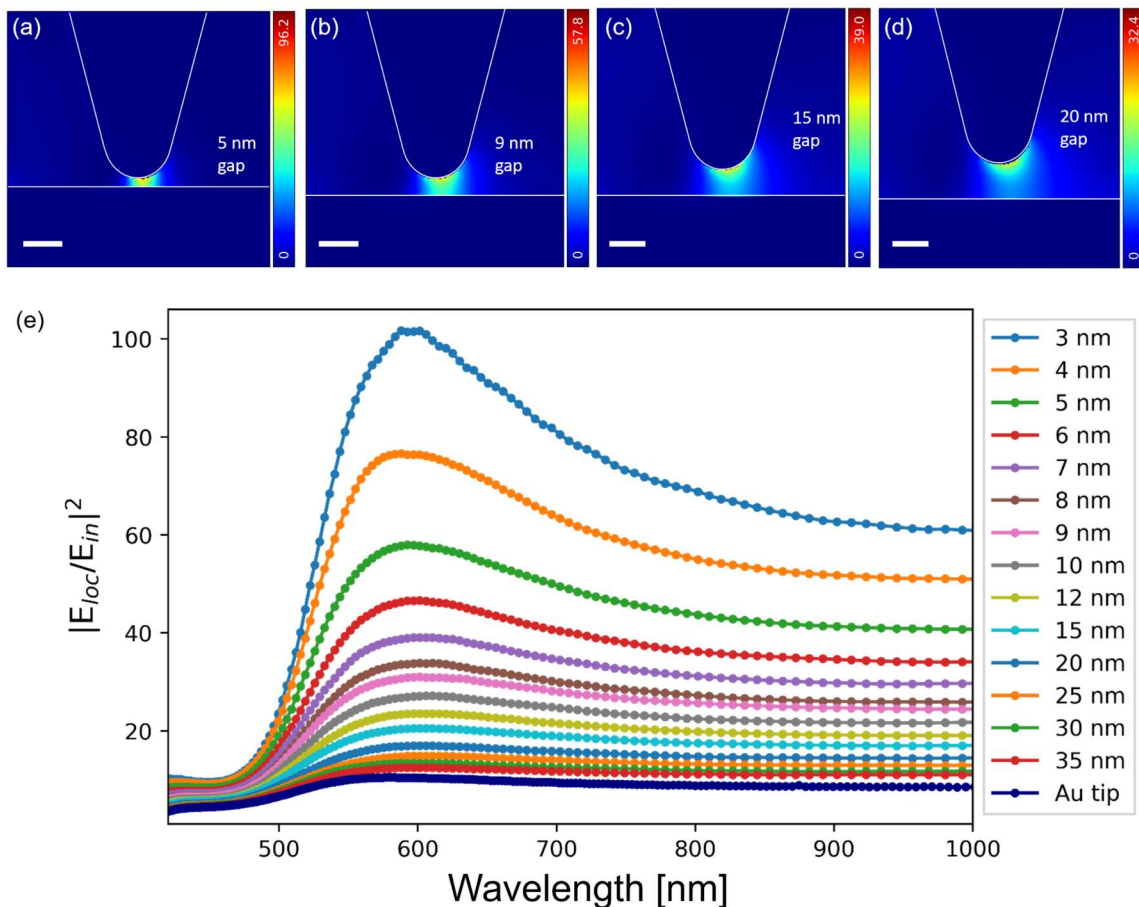 (a)
5 nm
gap
96.2
0
(b)
9 nm
gap
57.8
0
(c)
15 nm
gap
39.0
0
(d)
20 nm
gap
32.4
0
(e)
|E_loc/E_in|^2
100
80
60
40
20
500 600 700 800 900 1000
Wavelength [nm]
3 nm
4 nm
5 nm
6 nm
7 nm
8 nm
9 nm
10 nm
12 nm
15 nm
20 nm
25 nm
30 nm
35 nm
Au tip